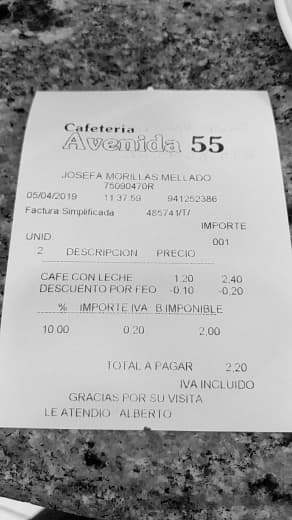 Cafetería
Avenida 55
JOSEFA MORILLAS MELLADO
75090470R
05/04/2019 11:37:59 941252386
Factura Simplificada 485741/T/
IMPORTE
UNID. 001
2 DESCRIPCION PRECIO
CAFE CON LECHE 1,20 2,40
DESCUENTO POR FEO -0,10 -0,20
% IMPORTE IVA B.IMPONIBLE
10,00 0,20 2,00
TOTAL A PAGAR 2,20
IVA INCLUIDO
GRACIAS POR SU VISITA
LE ATENDIO ALBERTO